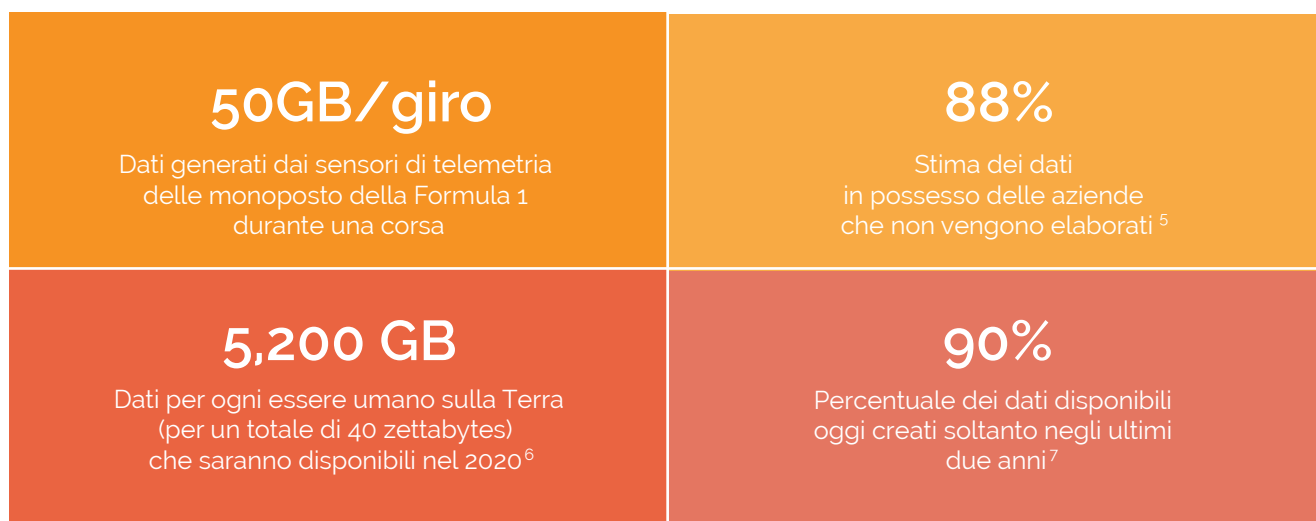 50GB/giro
Dati generati dai sensori di telemetria
delle monoposto della Formula 1
durante una corsa
88%
Stima dei dati
in possesso delle aziende
che non vengono elaborati 5
5,200 GB
Dati per ogni essere umano sulla Terra
(per un totale di 40 zettabytes)
che saranno disponibili nel 2020 6
90%
Percentuale dei dati disponibili
oggi creati soltanto negli ultimi
due anni 7